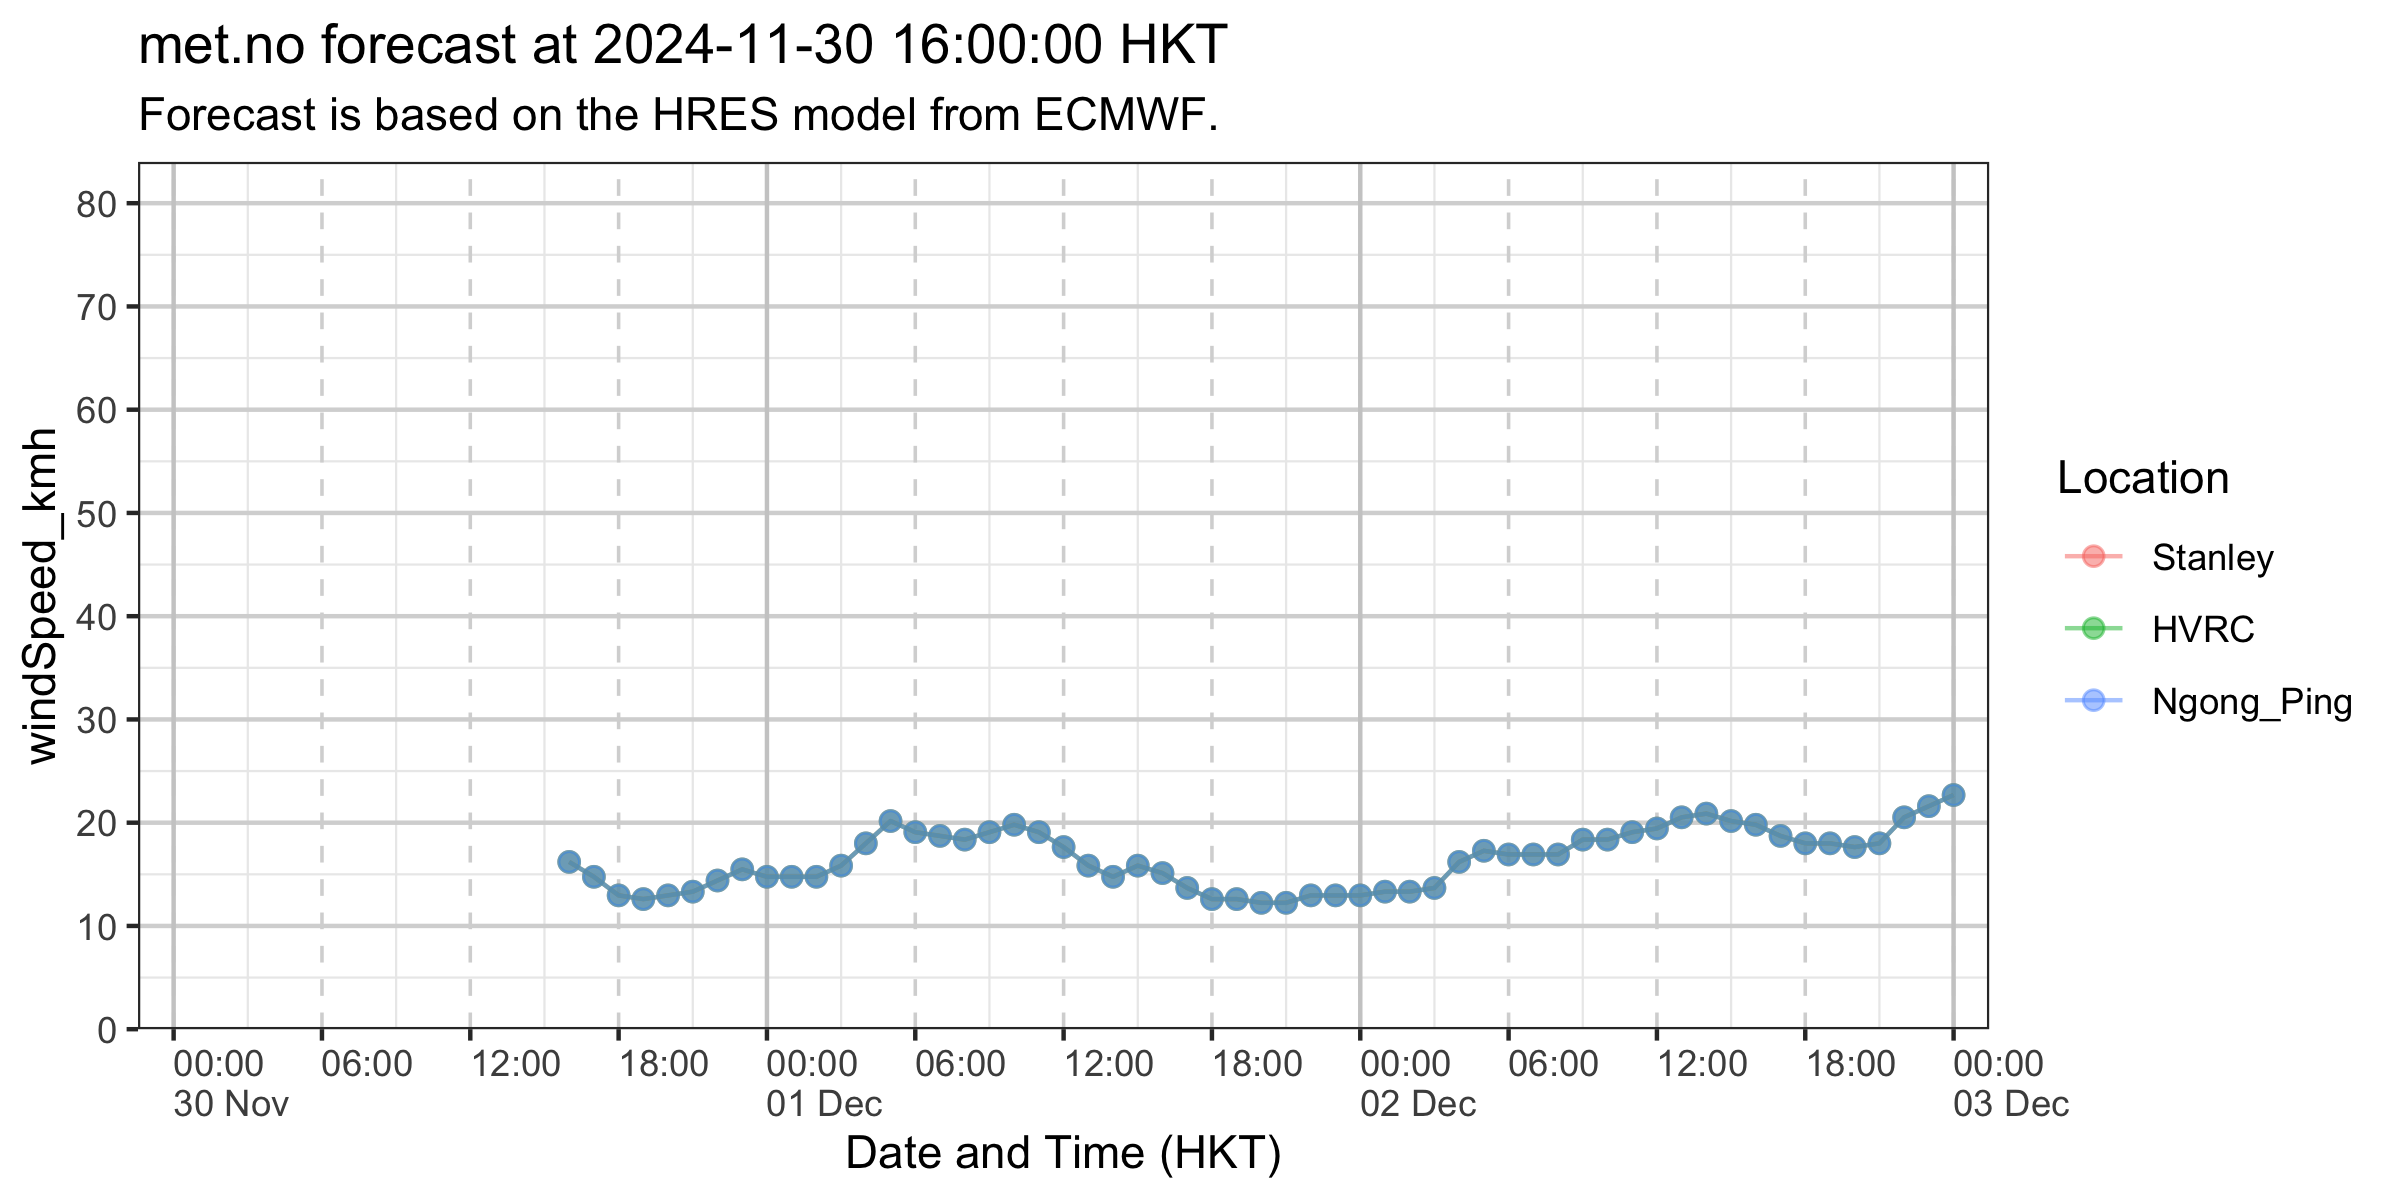 met.no forecast at 2024-11-30 16:00:00 HKT
Forecast is based on the HRES model from ECMWF.
windSpeed_kmh
80
70
60
50
40
30
20
10
0
00:00 06:00 12:00 18:00 00:00 06:00 12:00 18:00 00:00 06:00 12:00 18:00 00:00
30 Nov 01 Dec 02 Dec 03 Dec
Date and Time (HKT)
Location
Stanley
HVRC
Ngong_Ping